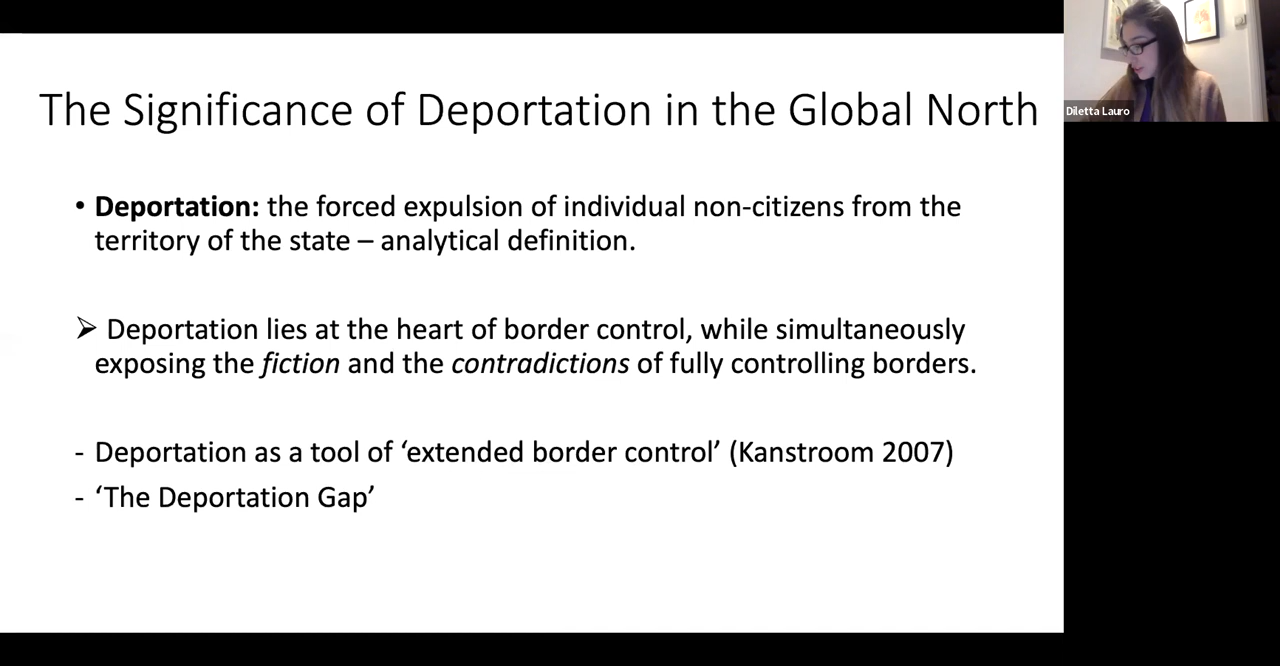 The Significance of Deportation in the Global North
• Deportation: the forced expulsion of individual non-citizens from the
territory of the state – analytical definition.
➢ Deportation lies at the heart of border control, while simultaneously
exposing the fiction and the contradictions of fully controlling borders.
- Deportation as a tool of ‘extended border control’ (Kanstroom 2007)
- ‘The Deportation Gap’
Diletta Lauro